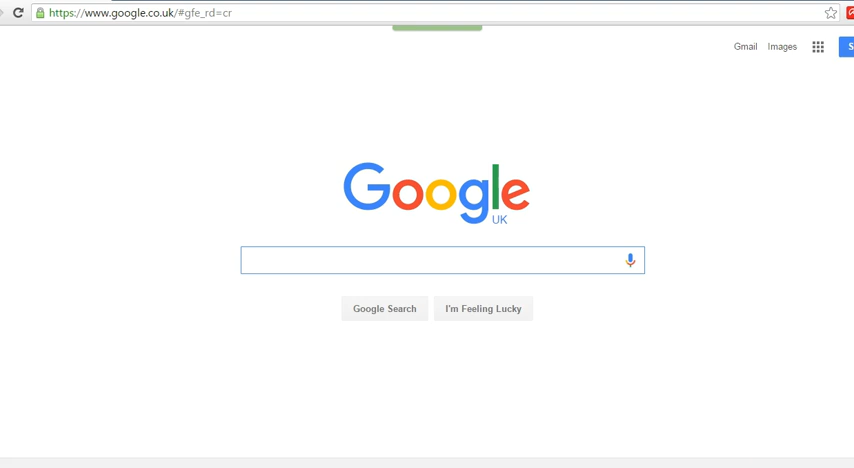 https://www.google.co.uk/#gfe_rd=cr
Gmail Images
Google
UK
Google Search I'm Feeling Lucky